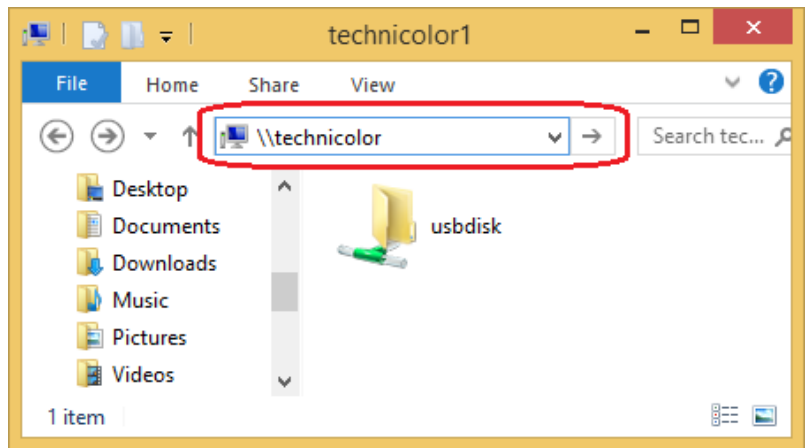 technicolor1
File Home Share View
\\technicolor
Search tec...
Desktop
Documents
Downloads
Music
Pictures
Videos
usbdisk
1 item